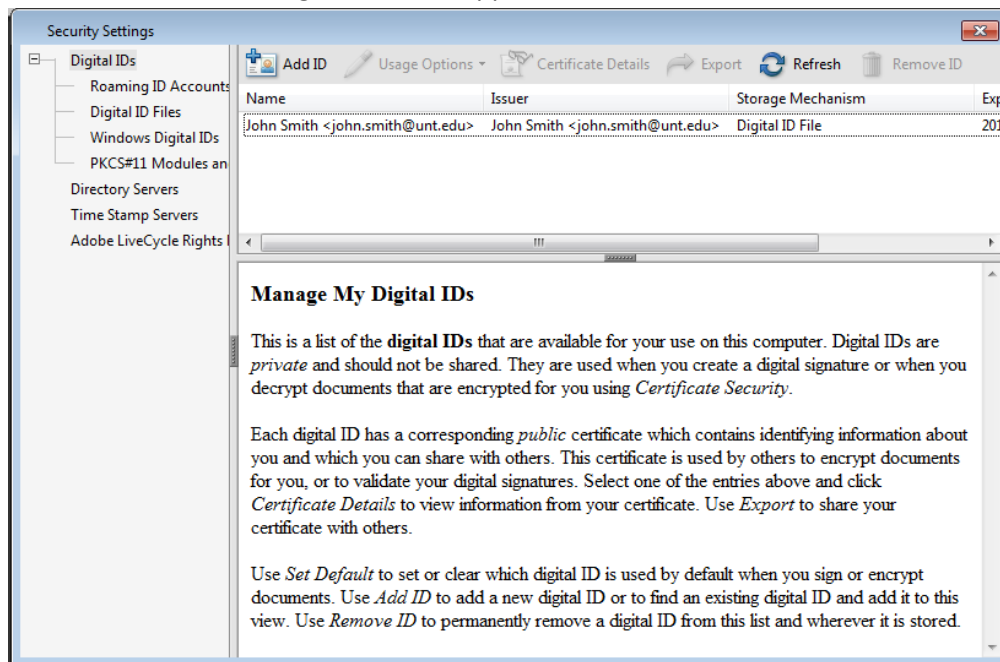 Security Settings
Digital IDs
Roaming ID Accounts
Digital ID Files
Windows Digital IDs
PKCS#11 Modules an
Directory Servers
Time Stamp Servers
Adobe LiveCycle Rights
Add ID Usage Options Certificate Details Export Refresh Remove ID
Name Issuer Storage Mechanism Exp
John Smith <john.smith@unt.edu> John Smith <john.smith@unt.edu> Digital ID File 201
Manage My Digital IDs
This is a list of the digital IDs that are available for your use on this computer. Digital IDs are
private and should not be shared. They are used when you create a digital signature or when you
decrypt documents that are encrypted for you using Certificate Security.
Each digital ID has a corresponding public certificate which contains identifying information about
you and which you can share with others. This certificate is used by others to encrypt documents
for you, or to validate your digital signatures. Select one of the entries above and click
Certificate Details to view information from your certificate. Use Export to share your
certificate with others.
Use Set Default to set or clear which digital ID is used by default when you sign or encrypt
documents. Use Add ID to add a new digital ID or to find an existing digital ID and add it to this
view. Use Remove ID to permanently remove a digital ID from this list and wherever it is stored.